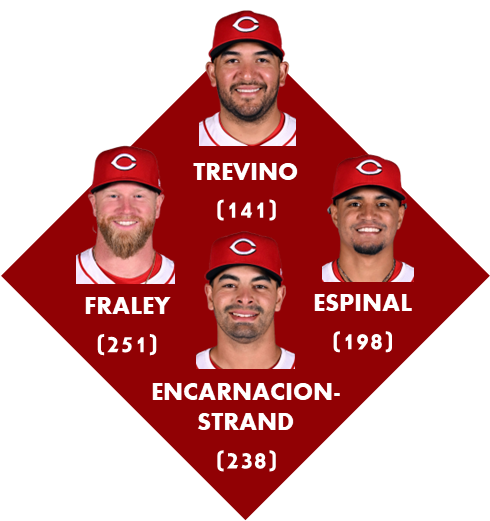 C
TREVINO
(141)
C
C
FRALEY
(251)
ESPINAL
(198)
C
ENCARNACION-
STRAND
(238)